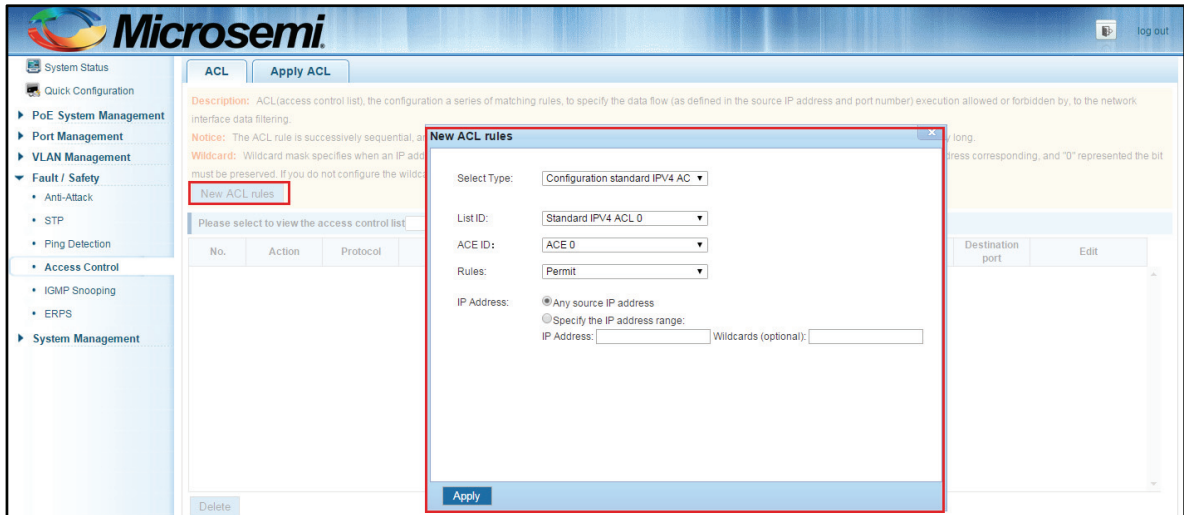 Microsemi
log out
System Status
Quick Configuration
PoE System Management
Port Management
VLAN Management
Fault / Safety
• Anti-Attack
• STP
• Ping Detection
• Access Control
• IGMP Snooping
• ERPS
System Management
ACL Apply ACL
Description: ACL(access control list), the configuration a series of matching rules, to specify the data flow (as defined in the source IP address and port number) execution allowed or forbidden by, to the network
interface data filtering.
Notice: The ACL rule is successively sequential, y long.
Wildcard: Wildcard mask specifies when an IP add dress corresponding, and "0" represented the bit
must be preserved. If you do not configure the wildc
New ACL rules
Please select to view the access control list
No. Action Protocol Destination port Edit
Delete
New ACL rules
Select Type: Configuration standard IPV4 AC
List ID: Standard IPV4 ACL 0
ACE ID: ACE 0
Rules: Permit
IP Address: Any source IP address
Specify the IP address range:
IP Address: Wildcards (optional):
Apply